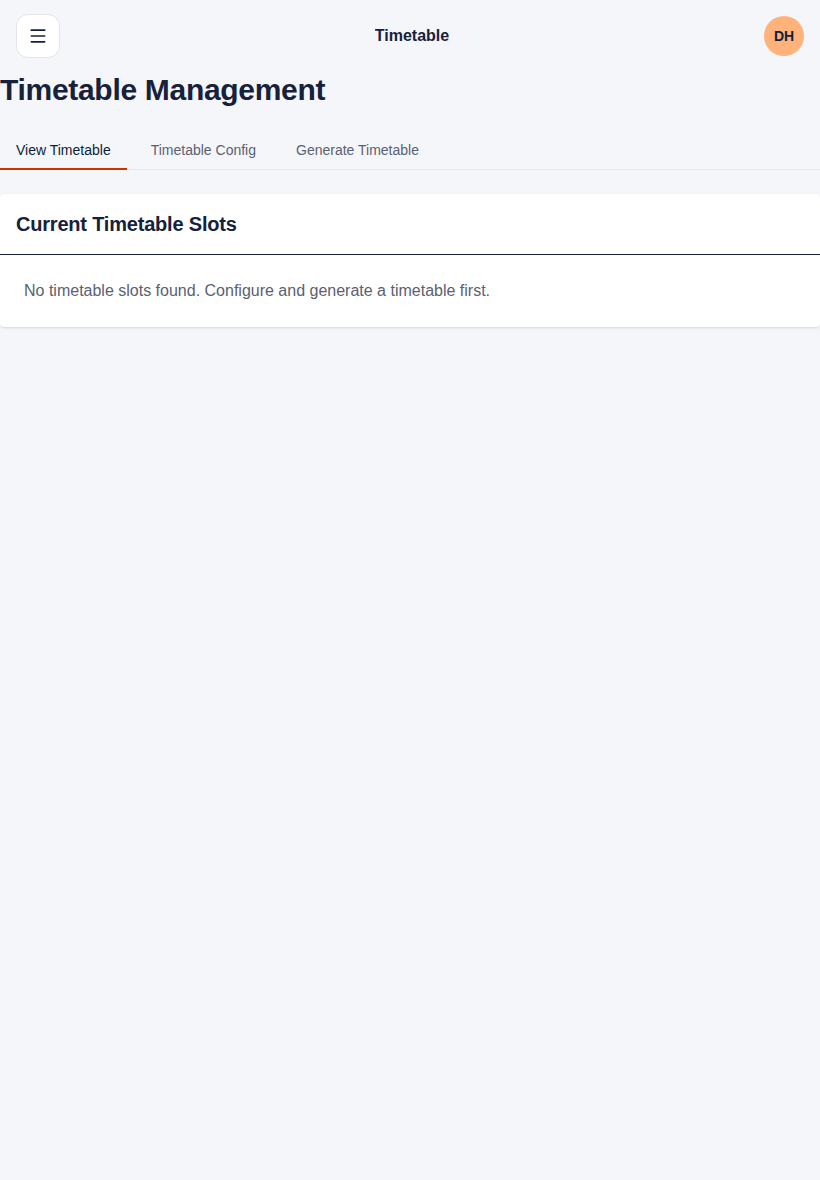 Timetable
DH
Timetable Management
View Timetable
Timetable Config
Generate Timetable
Current Timetable Slots
No timetable slots found. Configure and generate a timetable first.